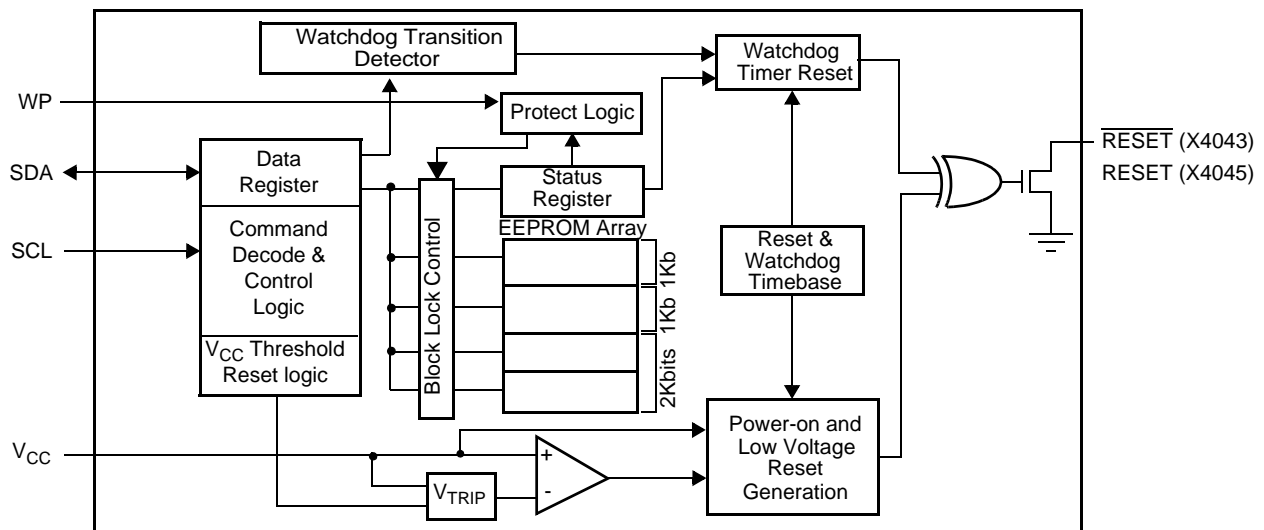 Watchdog Transition
Detector
Watchdog
Timer Reset
WP
Protect Logic
RESET (X4043)
RESET (X4045)
SDA
Data
Register
Status
Register
EEPROM Array
SCL
Command
Decode &
Control
Logic
Block Lock Control
1Kb
1Kb
2Kbits
Reset &
Watchdog
Timebase
VCC Threshold
Reset logic
Power-on and
Low Voltage
Reset
Generation
VCC
+
-
VTRIP